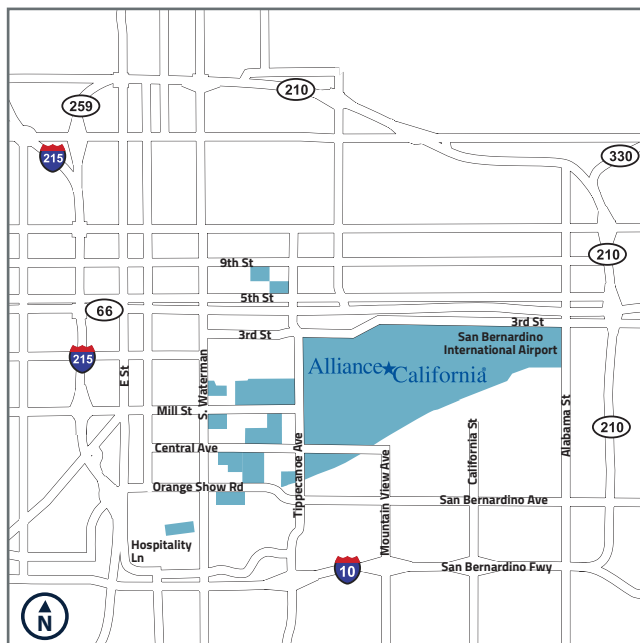 210
259
215
330
9th St
210
5th St
66
3rd St
3rd St
San Bernardino
International Airport
215
Alliance★California®
E St
S. Waterman
Mill St
Alabama St
210
California St
Central Ave
Tippecanoe Ave
Mountain View Ave
Orange Show Rd
San Bernardino Ave
Hospitality
Ln
10
San Bernardino Fwy
N